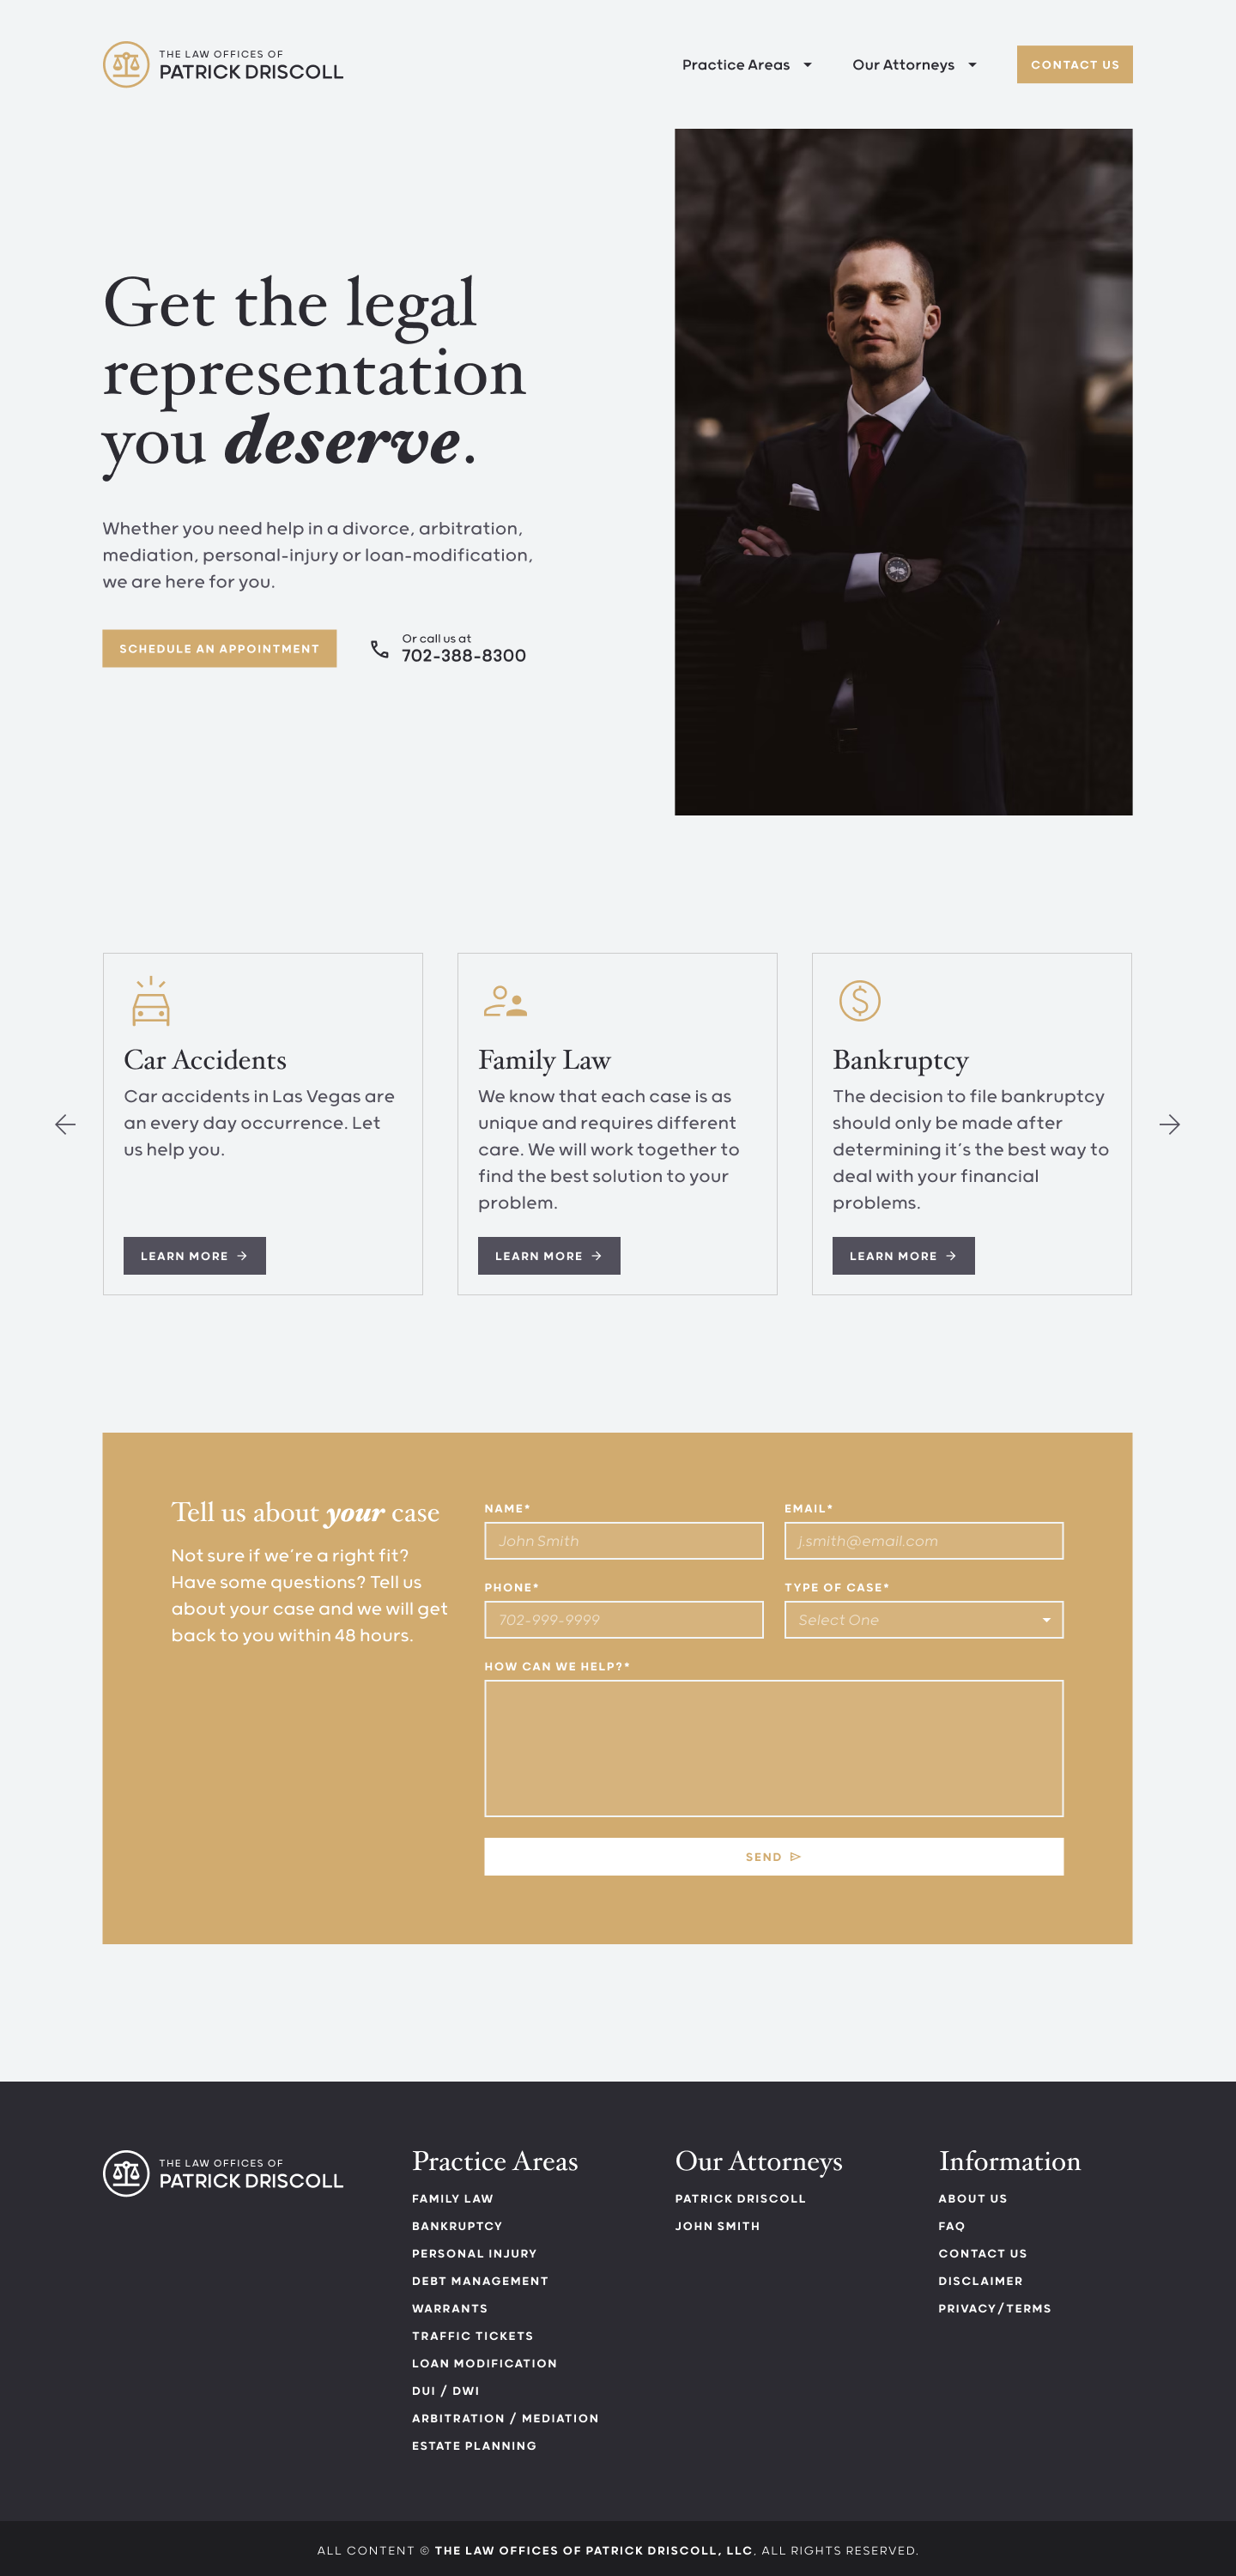 THE LAW OFFICES OF
PATRICK DRISCOLL
Practice Areas
Our Attorneys
CONTACT US
Get the legal
representation
you deserve.
Whether you need help in a divorce, arbitration,
mediation, personal-injury or loan-modification,
we are here for you.
SCHEDULE AN APPOINTMENT
Or call us at
702-388-8300
Car Accidents
Car accidents in Las Vegas are
an every day occurrence. Let
us help you.
LEARN MORE
Family Law
We know that each case is as
unique and requires different
care. We will work together to
find the best solution to your
problem.
LEARN MORE
Bankruptcy
The decision to file bankruptcy
should only be made after
determining it's the best way to
deal with your financial
problems.
LEARN MORE
Tell us about your case
Not sure if we're a right fit?
Have some questions? Tell us
about your case and we will get
back to you within 48 hours.
NAME*
John Smith
EMAIL*
j.smith@email.com
PHONE*
702-999-9999
TYPE OF CASE*
Select One
HOW CAN WE HELP?*
SEND
THE LAW OFFICES OF
PATRICK DRISCOLL
Practice Areas
FAMILY LAW
BANKRUPTCY
PERSONAL INJURY
DEBT MANAGEMENT
WARRANTS
TRAFFIC TICKETS
LOAN MODIFICATION
DUI / DWI
ARBITRATION / MEDIATION
ESTATE PLANNING
Our Attorneys
PATRICK DRISCOLL
JOHN SMITH
Information
ABOUT US
FAQ
CONTACT US
DISCLAIMER
PRIVACY/TERMS
ALL CONTENT © THE LAW OFFICES OF PATRICK DRISCOLL, LLC. ALL RIGHTS RESERVED.